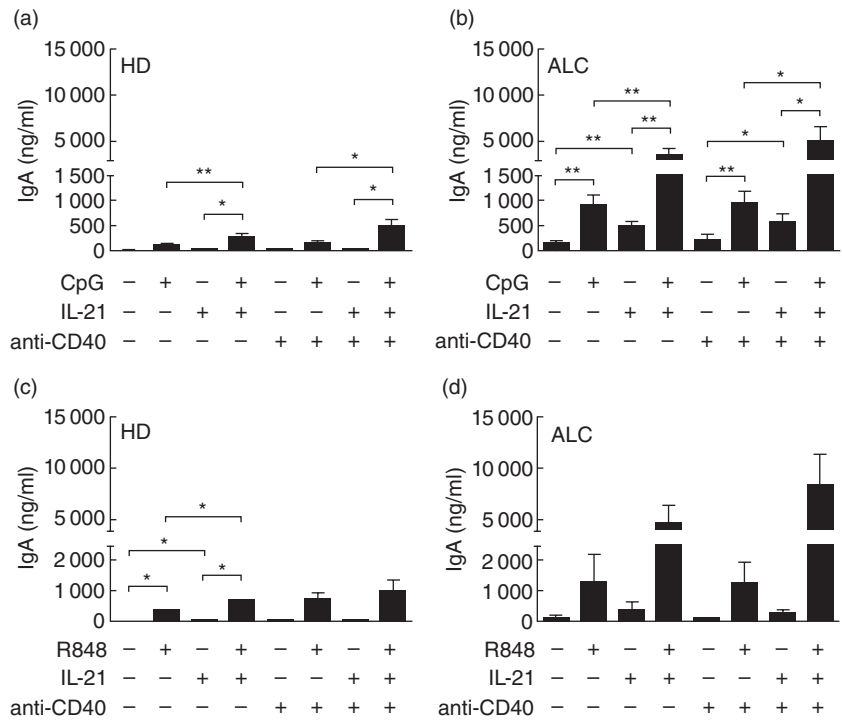 (a)
HD
IgA (ng/ml)
15 000
10 000
5 000
1 500
1 000
500
0
** * * *
CpG − + − + − + − +
IL-21 − − + + − − + +
anti-CD40 − − − − + + + +
(b)
ALC
IgA (ng/ml)
15 000
10 000
5 000
1 500
1 000
500
0
** ** ** ** ** * * *
CpG − + − + − + − +
IL-21 − − + + − − + +
anti-CD40 − − − − + + + +
(c)
HD
IgA (ng/ml)
15 000
10 000
5 000
2 000
1 000
0
* * * *
R848 − + − + − + − +
IL-21 − − + + − − + +
anti-CD40 − − − − + + + +
(d)
ALC
IgA (ng/ml)
15 000
10 000
5 000
2 000
1 000
0
R848 − + − + − + − +
IL-21 − − + + − − + +
anti-CD40 − − − − + + + +